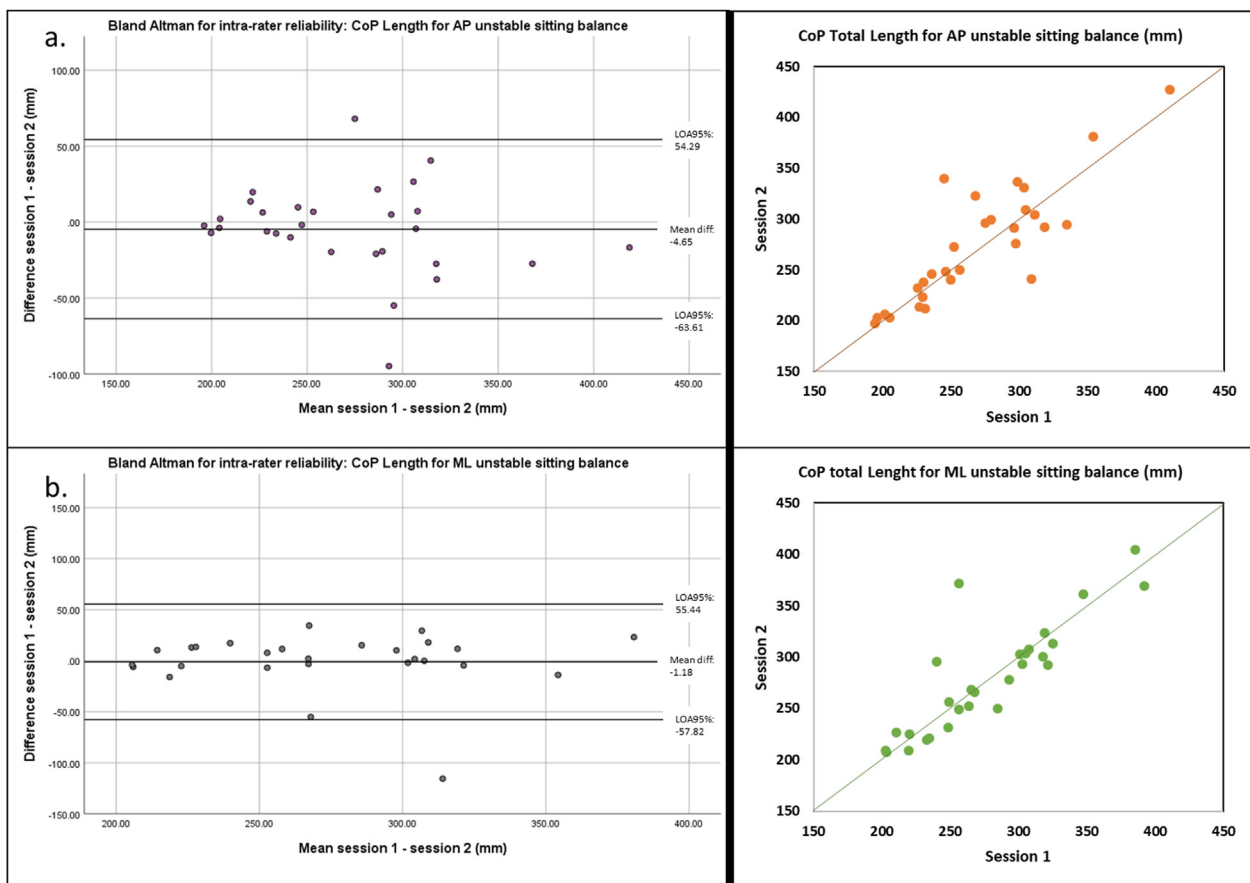 a.
Bland Altman for intra-rater reliability: CoP Length for AP unstable sitting balance
Difference session 1 - session 2 (mm)
100.00
50.00
.00
-50.00
-100.00
LOA95%:
54.29
Mean diff:
-4.65
LOA95%:
-63.61
150.00 200.00 250.00 300.00 350.00 400.00 450.00
Mean session 1 - session 2 (mm)
CoP Total Length for AP unstable sitting balance (mm)
Session 2
450
400
350
300
250
200
150
150 200 250 300 350 400 450
Session 1
b.
Bland Altman for intra-rater reliability: CoP Length for ML unstable sitting balance
Difference session 1 - session 2 (mm)
150.00
100.00
50.00
.00
-50.00
-100.00
-150.00
LOA95%:
55.44
Mean diff:
-1.18
LOA95%:
-57.82
200.00 250.00 300.00 350.00 400.00
Mean session 1 - session 2 (mm)
CoP total Lenght for ML unstable sitting balance (mm)
Session 2
450
400
350
300
250
200
150
150 200 250 300 350 400 450
Session 1